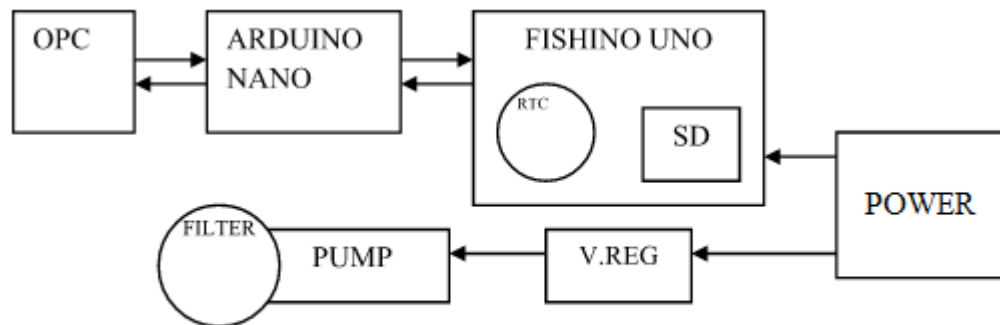 OPC
ARDUINO
NANO
FISHINO UNO
RTC
SD
POWER
FILTER
PUMP
V.REG